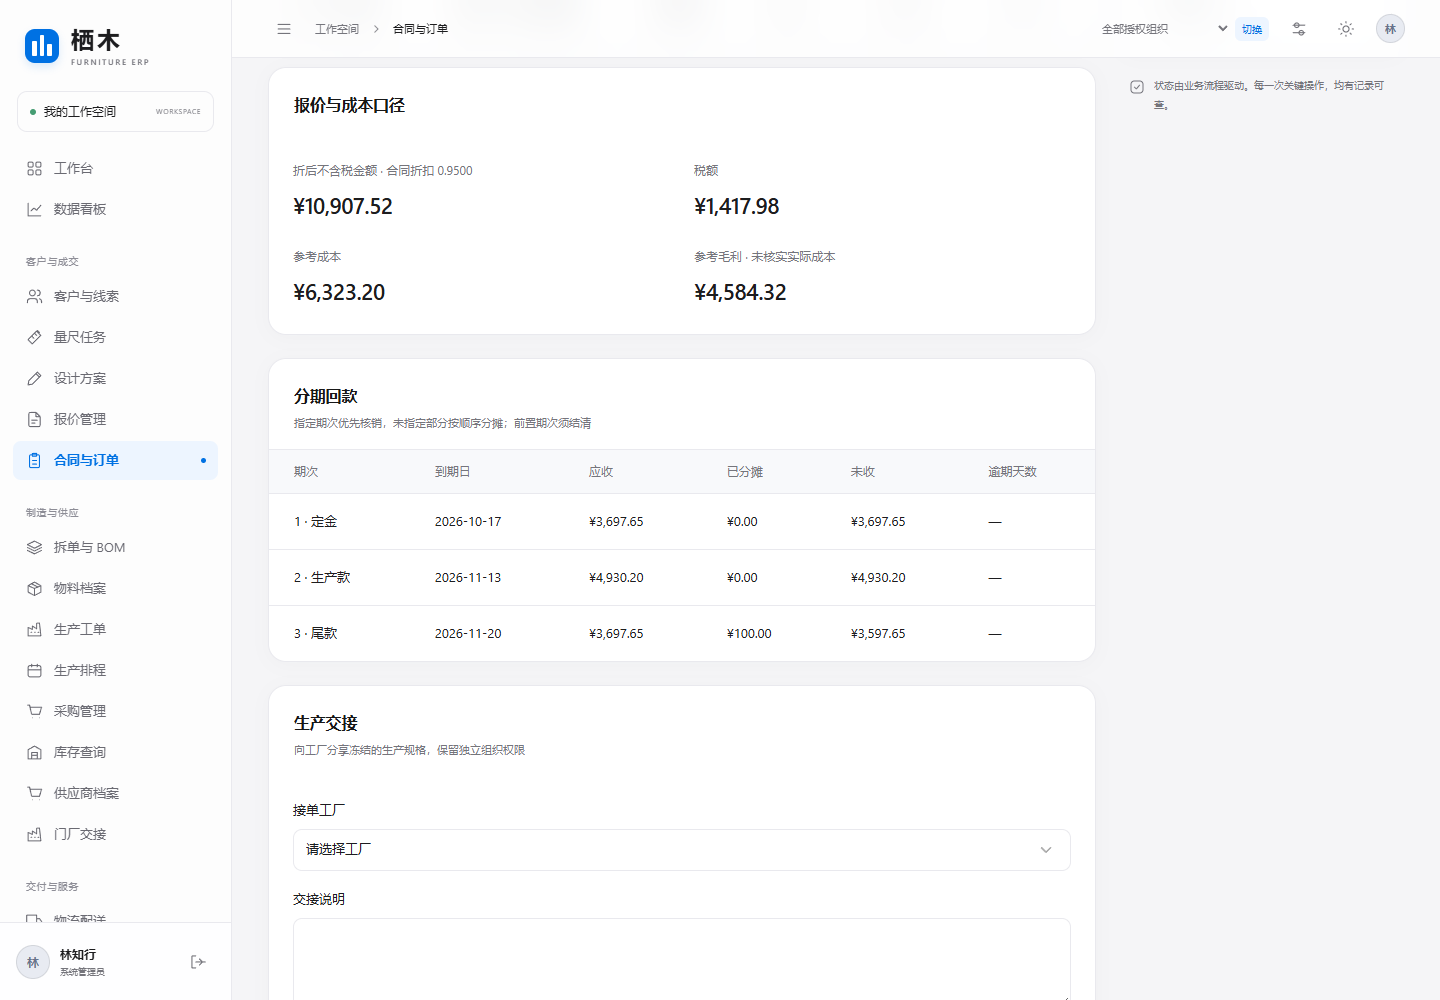 栖木
FURNITURE ERP
我的工作空间 WORKSPACE
工作台
数据看板
客户与成交
客户与线索
量尺任务
设计方案
报价管理
合同与订单
制造与供应
拆单与 BOM
物料档案
生产工单
生产排程
采购管理
库存查询
供应商档案
门厂交接
交付与服务
物流配送
林
林知行
系统管理员
工作空间 > 合同与订单
全部授权组织 切换 林
报价与成本口径
折后不含税金额 · 合同折扣 0.9500 税额
¥10,907.52 ¥1,417.98
参考成本 参考毛利 · 未核实实际成本
¥6,323.20 ¥4,584.32
分期回款
指定期次优先核销，未指定部分按顺序分摊；前置期次须结清
期次 到期日 应收 已分摊 未收 逾期天数
1 · 定金 2026-10-17 ¥3,697.65 ¥0.00 ¥3,697.65 —
2 · 生产款 2026-11-13 ¥4,930.20 ¥0.00 ¥4,930.20 —
3 · 尾款 2026-11-20 ¥3,697.65 ¥100.00 ¥3,597.65 —
生产交接
向工厂分享冻结的生产规格，保留独立组织权限
接单工厂
请选择工厂
交接说明
状态由业务流程驱动。每一次关键操作，均有记录可
查。